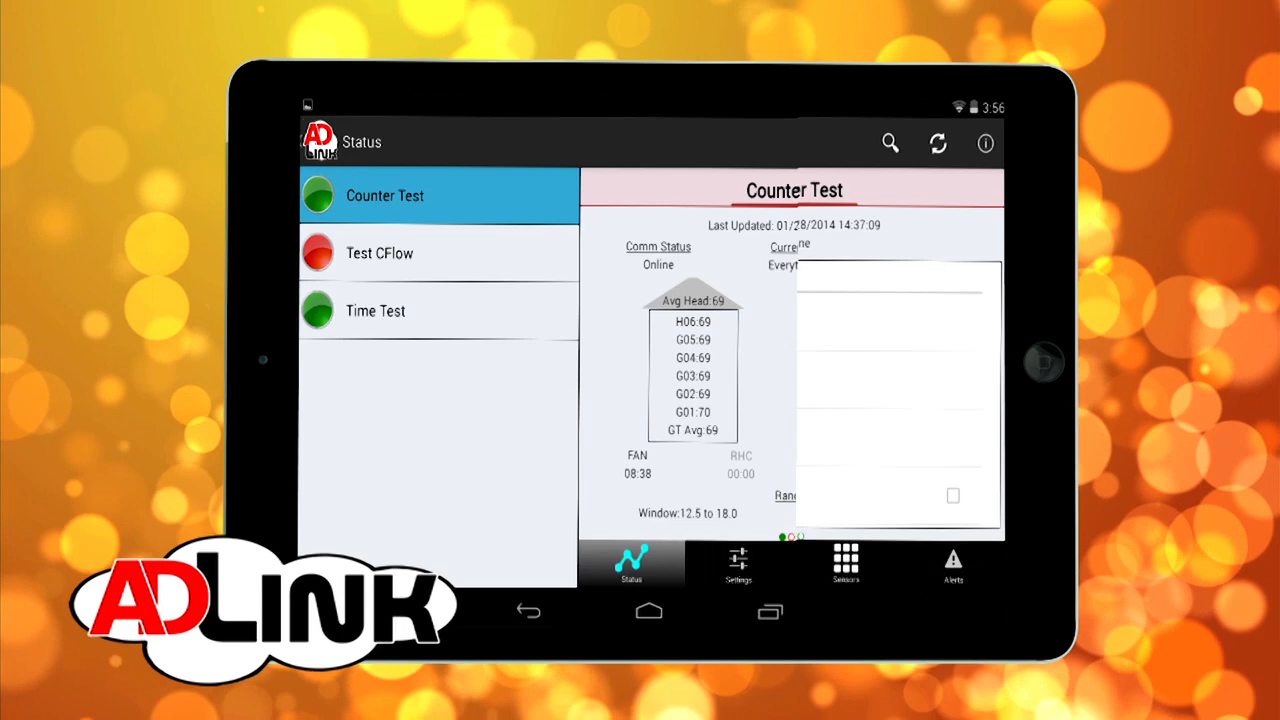 3:56
AD
LINK
Status
Counter Test
Test CFlow
Time Test
Counter Test
Last Updated: 01/28/2014 14:37:09
Comm Status
Online
Avg Head:69
H06:69
G05:69
G04:69
G03:69
G02:69
G01:70
GT Avg:69
FAN
RHC
08:38
00:00
Window:12.5 to 18.0
Status
Settings
Sensors
Alerts
ADLINK